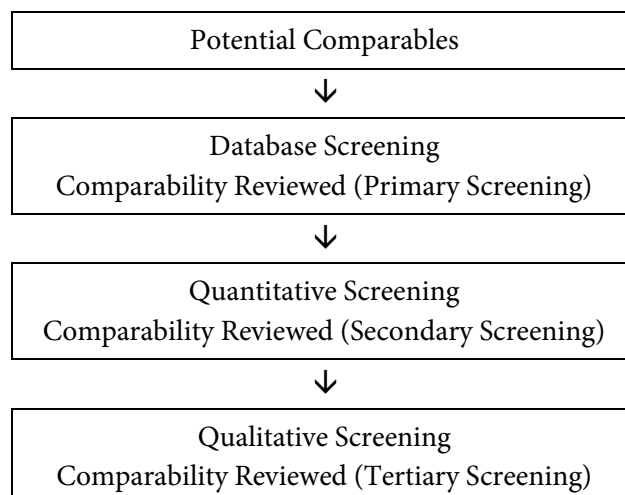 Potential Comparables
↓
Database Screening
Comparability Reviewed (Primary Screening)
↓
Quantitative Screening
Comparability Reviewed (Secondary Screening)
↓
Qualitative Screening
Comparability Reviewed (Tertiary Screening)